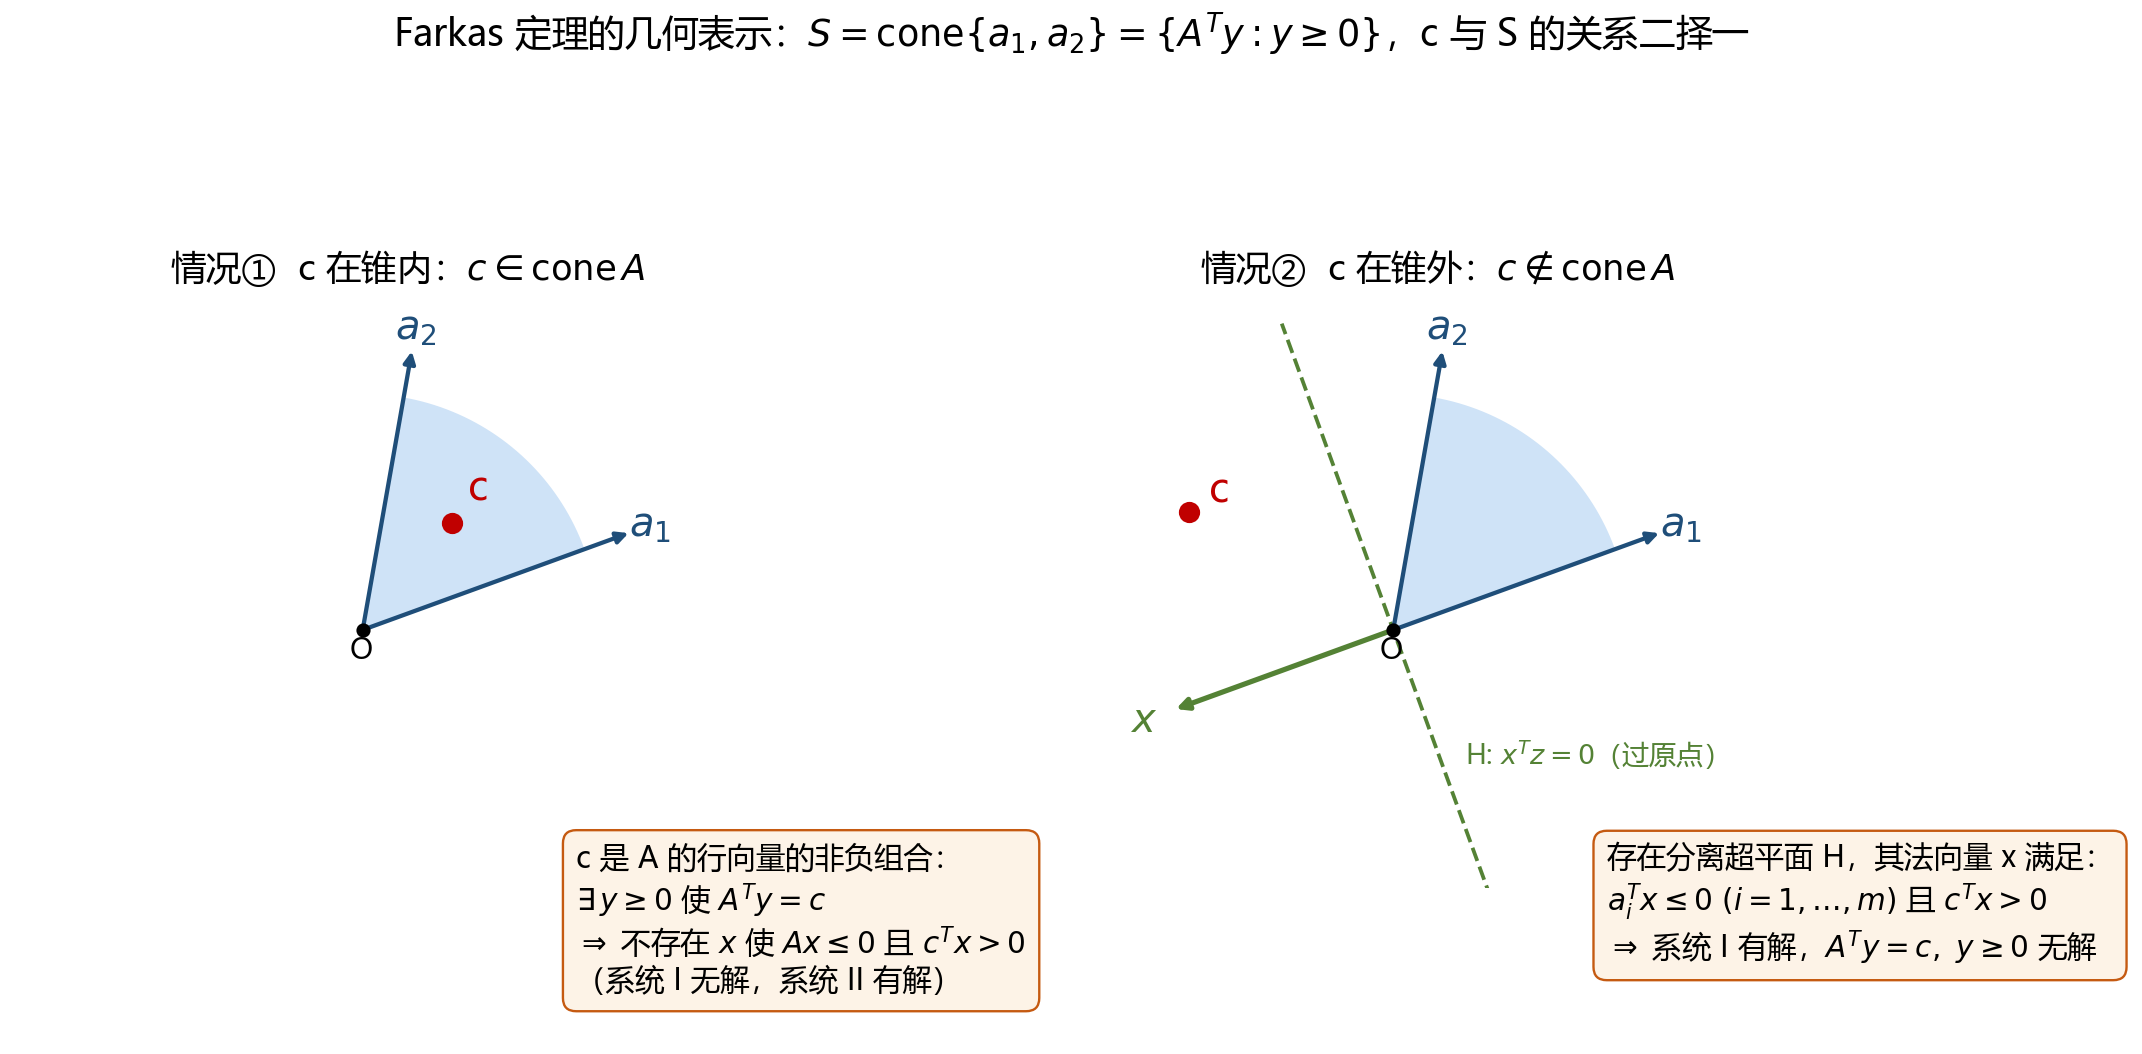 Farkas 定理的几何表示：S = cone{a₁, a₂} = {Aᵀy : y ≥ 0}，c 与 S 的关系二择一
情况① c 在锥内：c ∈ cone A
a₂
c
a₁
O
c 是 A 的行向量的非负组合：
∃ y ≥ 0 使 Aᵀy = c
⇒ 不存在 x 使 Ax ≤ 0 且 cᵀx > 0
（系统 I 无解，系统 II 有解）
情况② c 在锥外：c ∉ cone A
a₂
c
a₁
O
x
H: xᵀz = 0（过原点）
存在分离超平面 H，其法向量 x 满足：
aᵢᵀx ≤ 0 (i = 1, …, m) 且 cᵀx > 0
⇒ 系统 I 有解，Aᵀy = c, y ≥ 0 无解